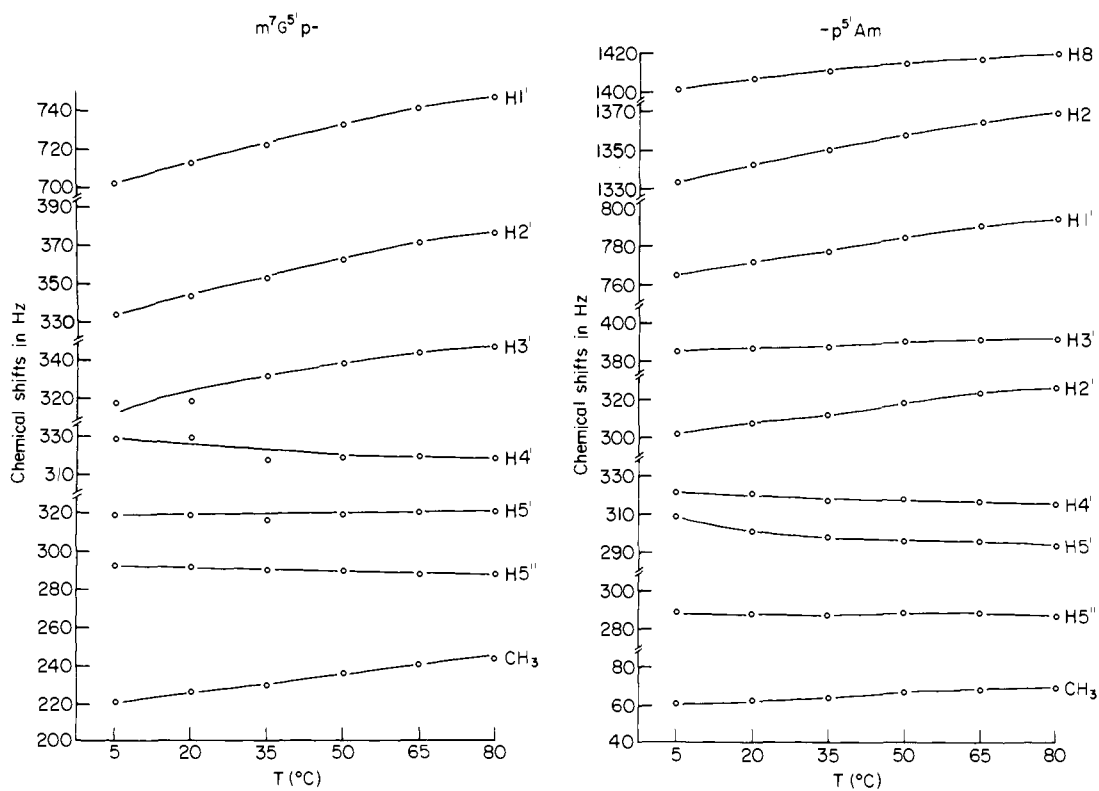 m⁷G⁵'p-
Chemical shifts in Hz
740
720
700
390
370
350
330
340
320
330
310
320
300
280
260
240
220
200
H1'
H2'
H3'
H4'
H5'
H5"
CH₃
5 20 35 50 65 80
T (°C)
-p⁵'Am
Chemical shifts in Hz
1420
1400
1370
1350
1330
800
780
760
400
380
320
300
330
310
290
300
280
80
60
40
H8
H2
H1'
H3'
H2'
H4'
H5'
H5"
CH₃
5 20 35 50 65 80
T (°C)